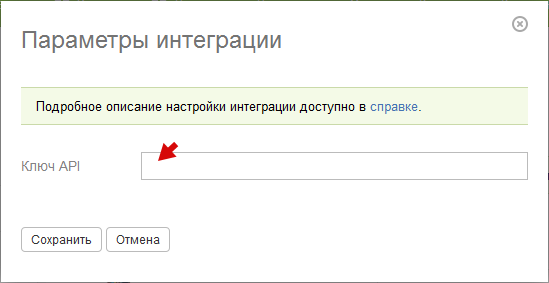 Параметры интеграции
Подробное описание настройки интеграции доступно в справке.
Ключ API
Сохранить
Отмена